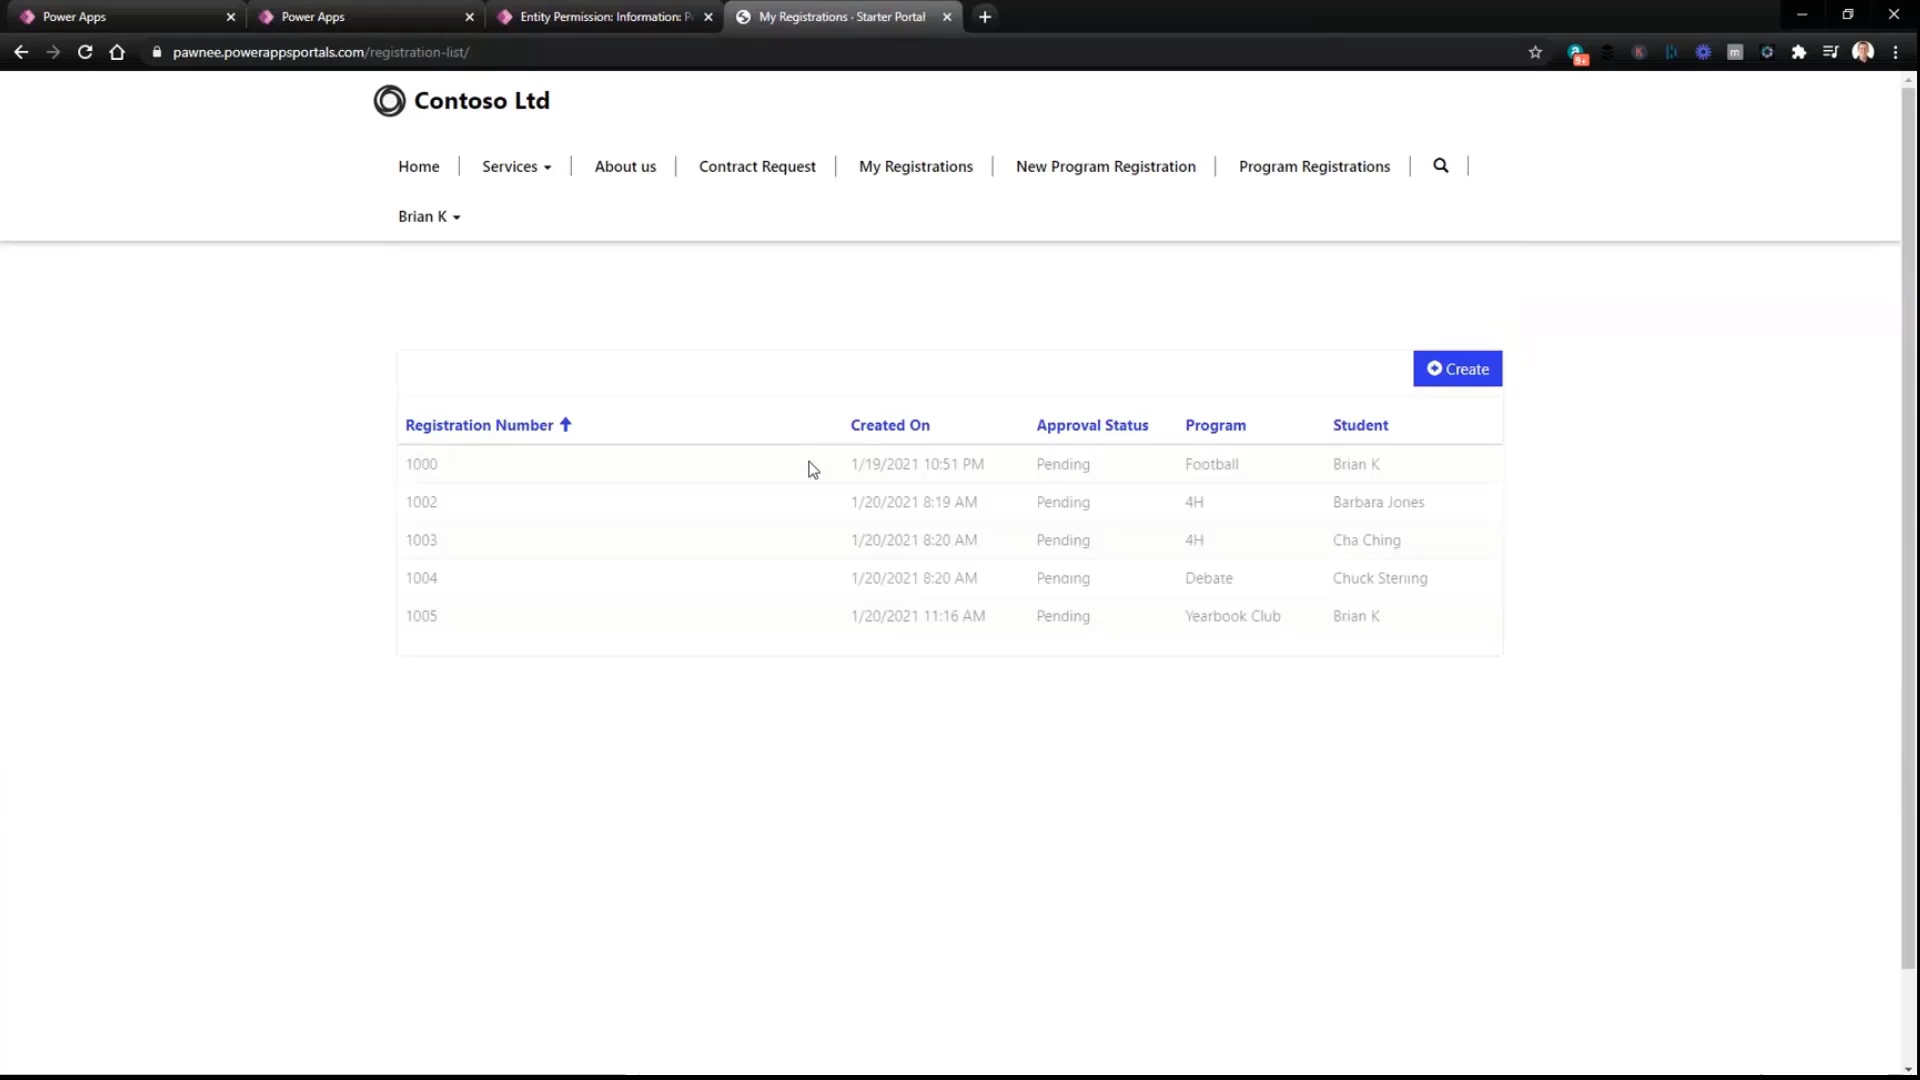 Power Apps
Power Apps
Entity Permission: Information: P
My Registrations · Starter Portal
pawnee.powerappsportals.com/registration-list/
9+
Contoso Ltd
Home
Services
About us
Contract Request
My Registrations
New Program Registration
Program Registrations
Brian K
Create
Registration Number Created On Approval Status Program Student
1000 1/19/2021 10:51 PM Pending Football Brian K
1002 1/20/2021 8:19 AM Pending 4H Barbara Jones
1003 1/20/2021 8:20 AM Pending 4H Cha Ching
1004 1/20/2021 8:20 AM Pending Debate Chuck Sterling
1005 1/20/2021 11:16 AM Pending Yearbook Club Brian K